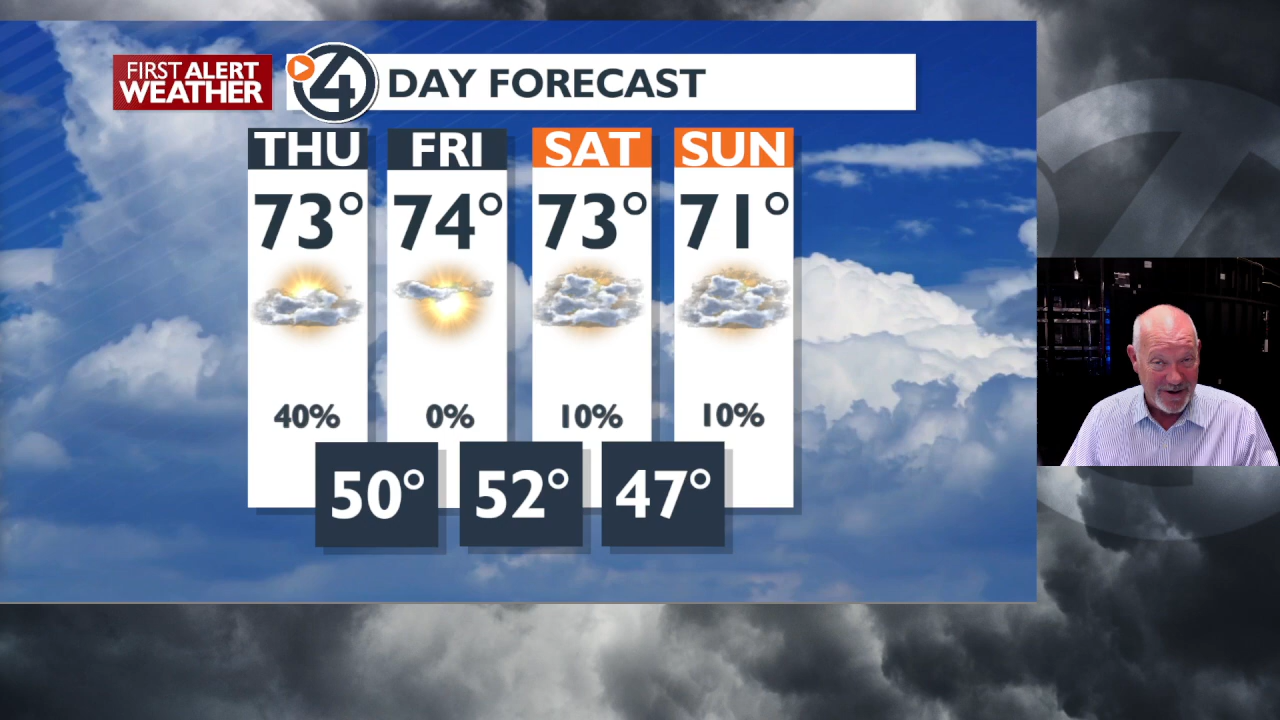 FIRST ALERT
WEATHER
4 DAY FORECAST
THU FRI SAT SUN
73° 74° 73° 71°
40% 0% 10% 10%
50° 52° 47°